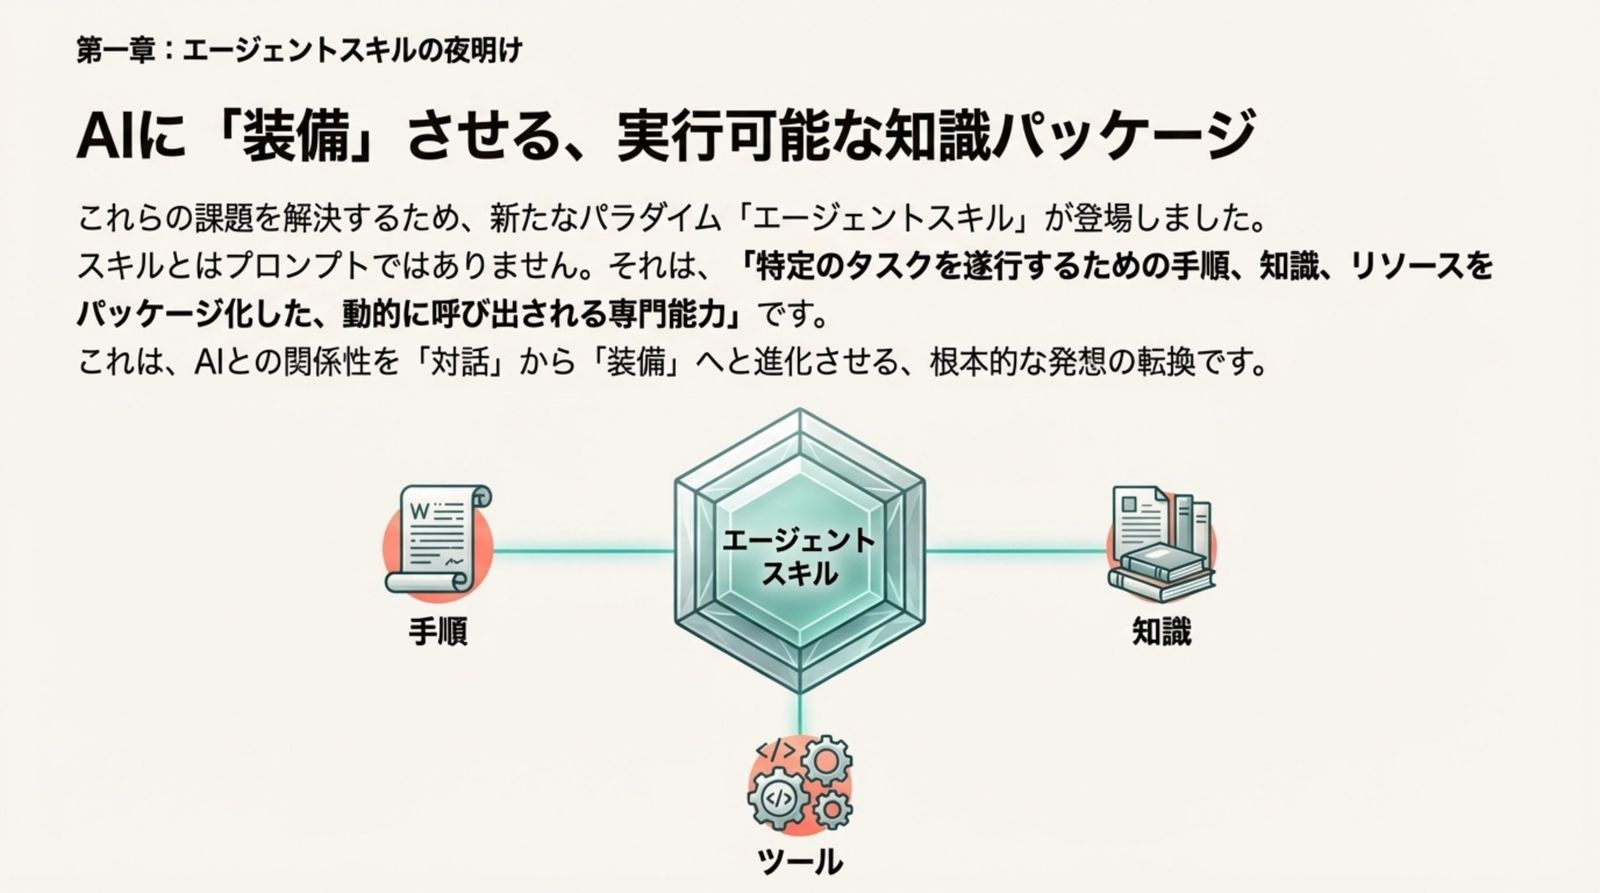 第一章：エージェントスキルの夜明け
AIに「装備」させる、実行可能な知識パッケージ
これらの課題を解決するため、新たなパラダイム「エージェントスキル」が登場しました。
スキルとはプロンプトではありません。それは、「特定のタスクを遂行するための手順、知識、リソースを
パッケージ化した、動的に呼び出される専門能力」です。
これは、AIとの関係性を「対話」から「装備」へと進化させる、根本的な発想の転換です。
W
エージェント
スキル
手順
知識
</>
</>
ツール